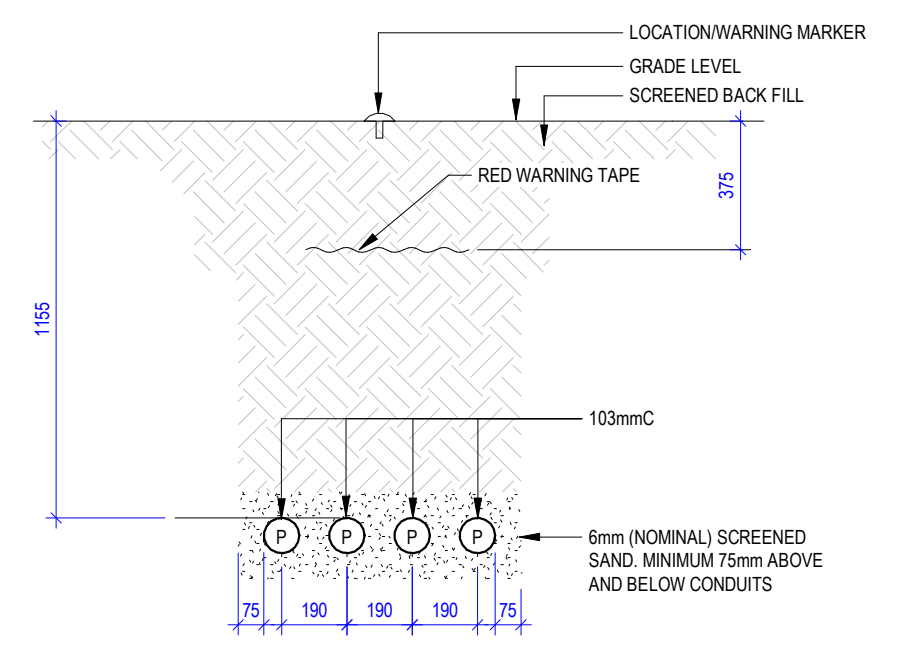 LOCATION/WARNING MARKER
GRADE LEVEL
SCREENED BACK FILL
RED WARNING TAPE
375
1155
103mmC
P P P P
6mm (NOMINAL) SCREENED
SAND. MINIMUM 75mm ABOVE
AND BELOW CONDUITS
75 190 190 190 75